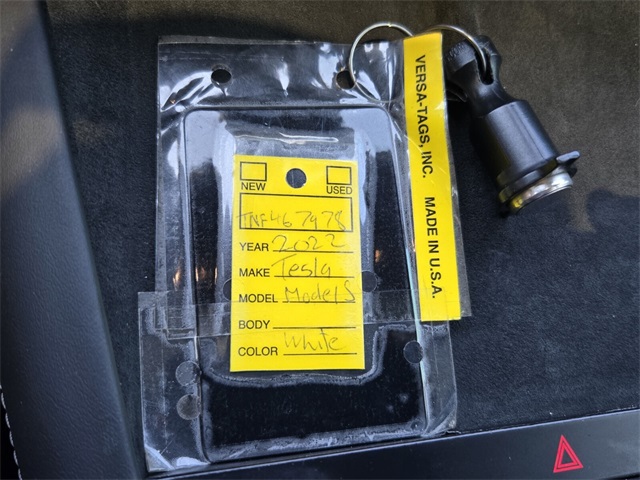 VERSA-TAGS, INC. MADE IN U.S.A.
NEW USED
TNF467978
YEAR 2022
MAKE Tesla
MODEL Model S
BODY
COLOR White